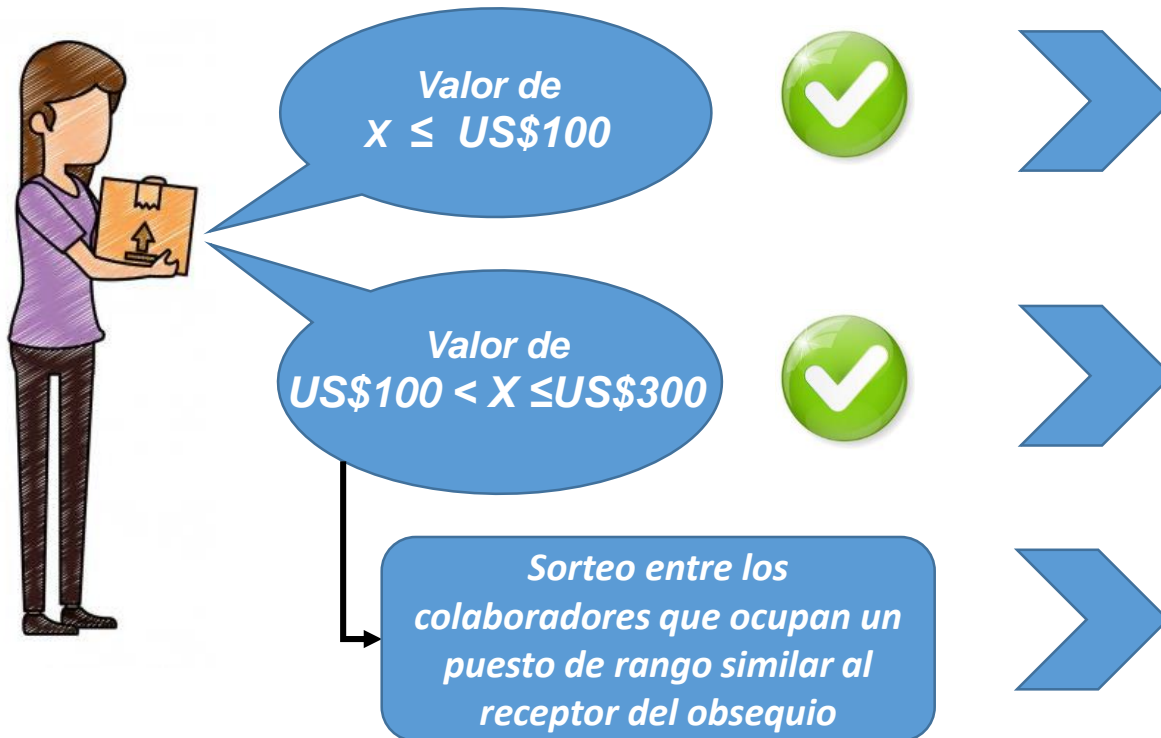 Valor de
X ≤ US$100
Valor de
US$100 < X ≤US$300
Sorteo entre los
colaboradores que ocupan un
puesto de rango similar al
receptor del obsequio